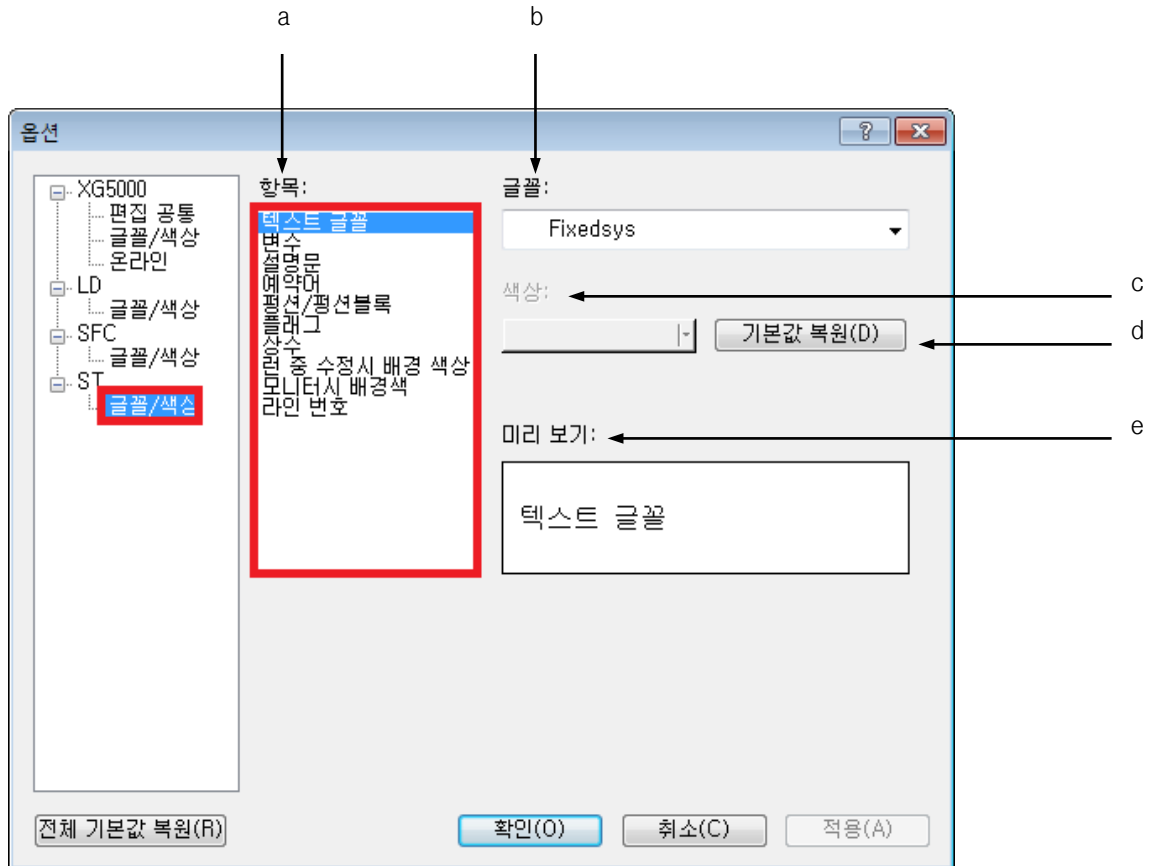 a
b
옵션
XG5000
편집 공통
글꼴/색상
온라인
LD
글꼴/색상
SFC
글꼴/색상
ST
글꼴/색상
항목:
텍스트 글꼴
변수
설명문
예약어
펑션/펑션블록
플래그
상수
런 중 수정시 배경 색상
모니터시 배경색
라인 번호
글꼴:
Fixedsys
색상:
c
기본값 복원(D)
d
미리 보기:
e
텍스트 글꼴
전체 기본값 복원(R)
확인(O)
취소(C)
적용(A)